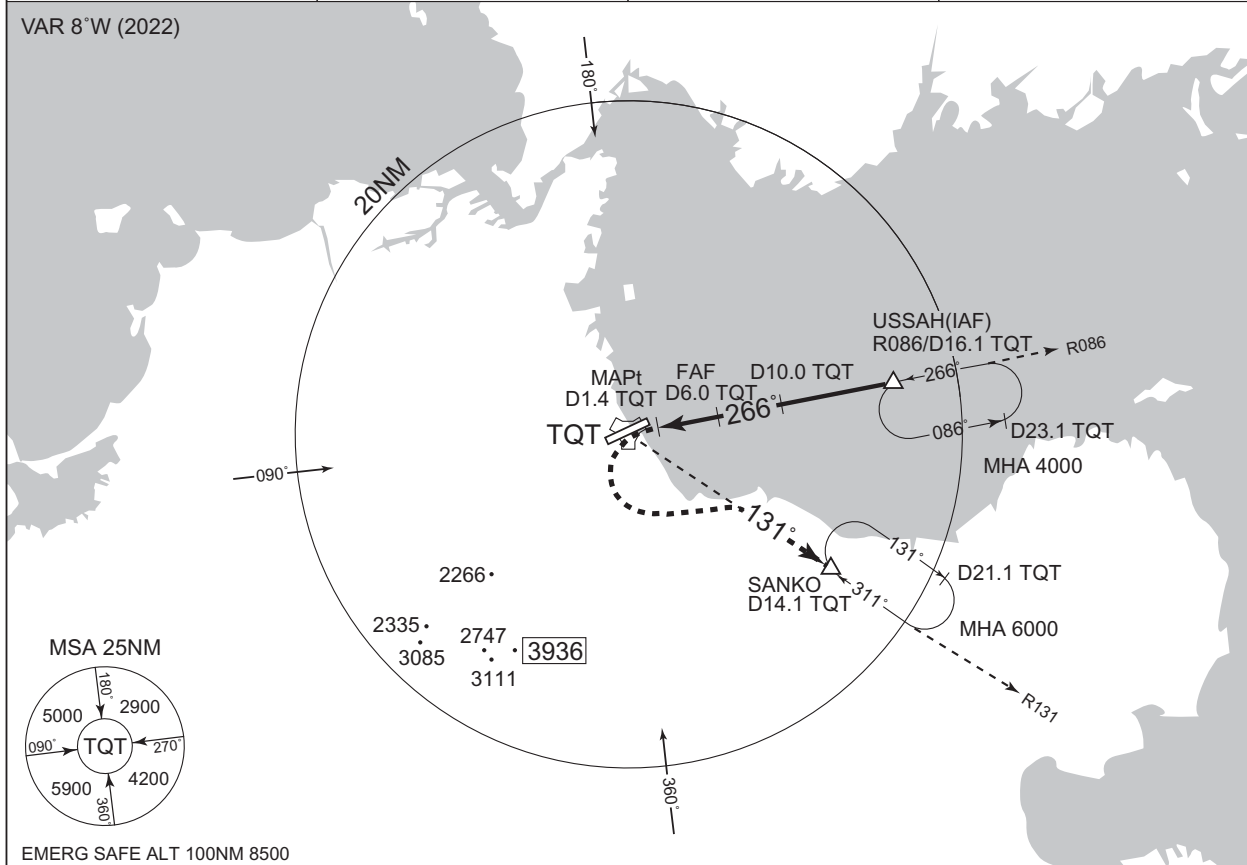 VAR 8°W (2022)
180°
20NM
USSAH(IAF)
R086/D16.1 TQT
R086
266°
MAPt
D1.4 TQT
FAF
D6.0 TQT
D10.0 TQT
266°
TQT
086°
D23.1 TQT
MHA 4000
090°
131°
131°
D21.1 TQT
SANKO
D14.1 TQT
311°
MHA 6000
R131
2266
2335
3085
2747
3111
3936
360°
MSA 25NM
180°
5000
2900
090°
TQT
270°
5900
4200
360°
EMERG SAFE ALT 100NM 8500